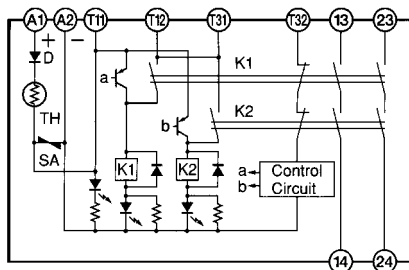 A1 A2 T11 T12 T31 T32 13 23
+ −
D
a K1
TH b K2
SA
K1 K2 a Control
b Circuit
14 24